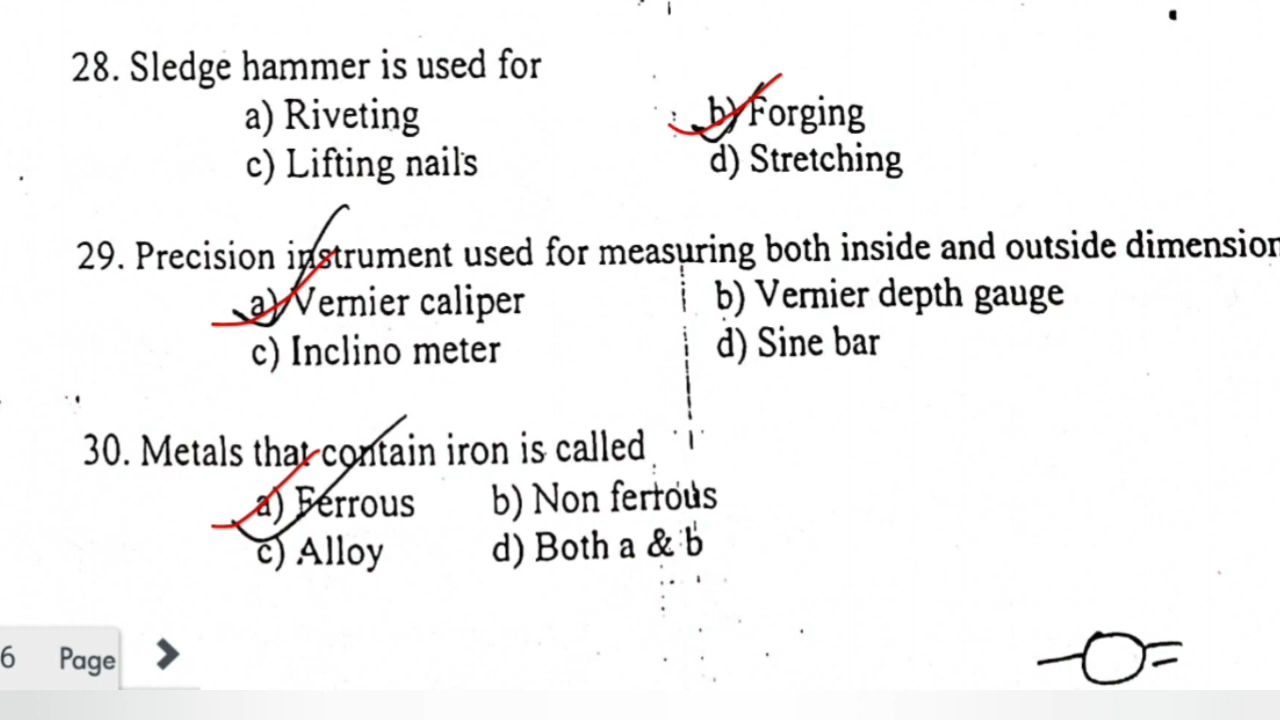 28. Sledge hammer is used for
a) Riveting b) Forging
c) Lifting nails d) Stretching
29. Precision instrument used for measuring both inside and outside dimension
a) Vernier caliper b) Vernier depth gauge
c) Inclino meter d) Sine bar
30. Metals that contain iron is called
a) Ferrous b) Non ferrous
c) Alloy d) Both a & b
6 Page